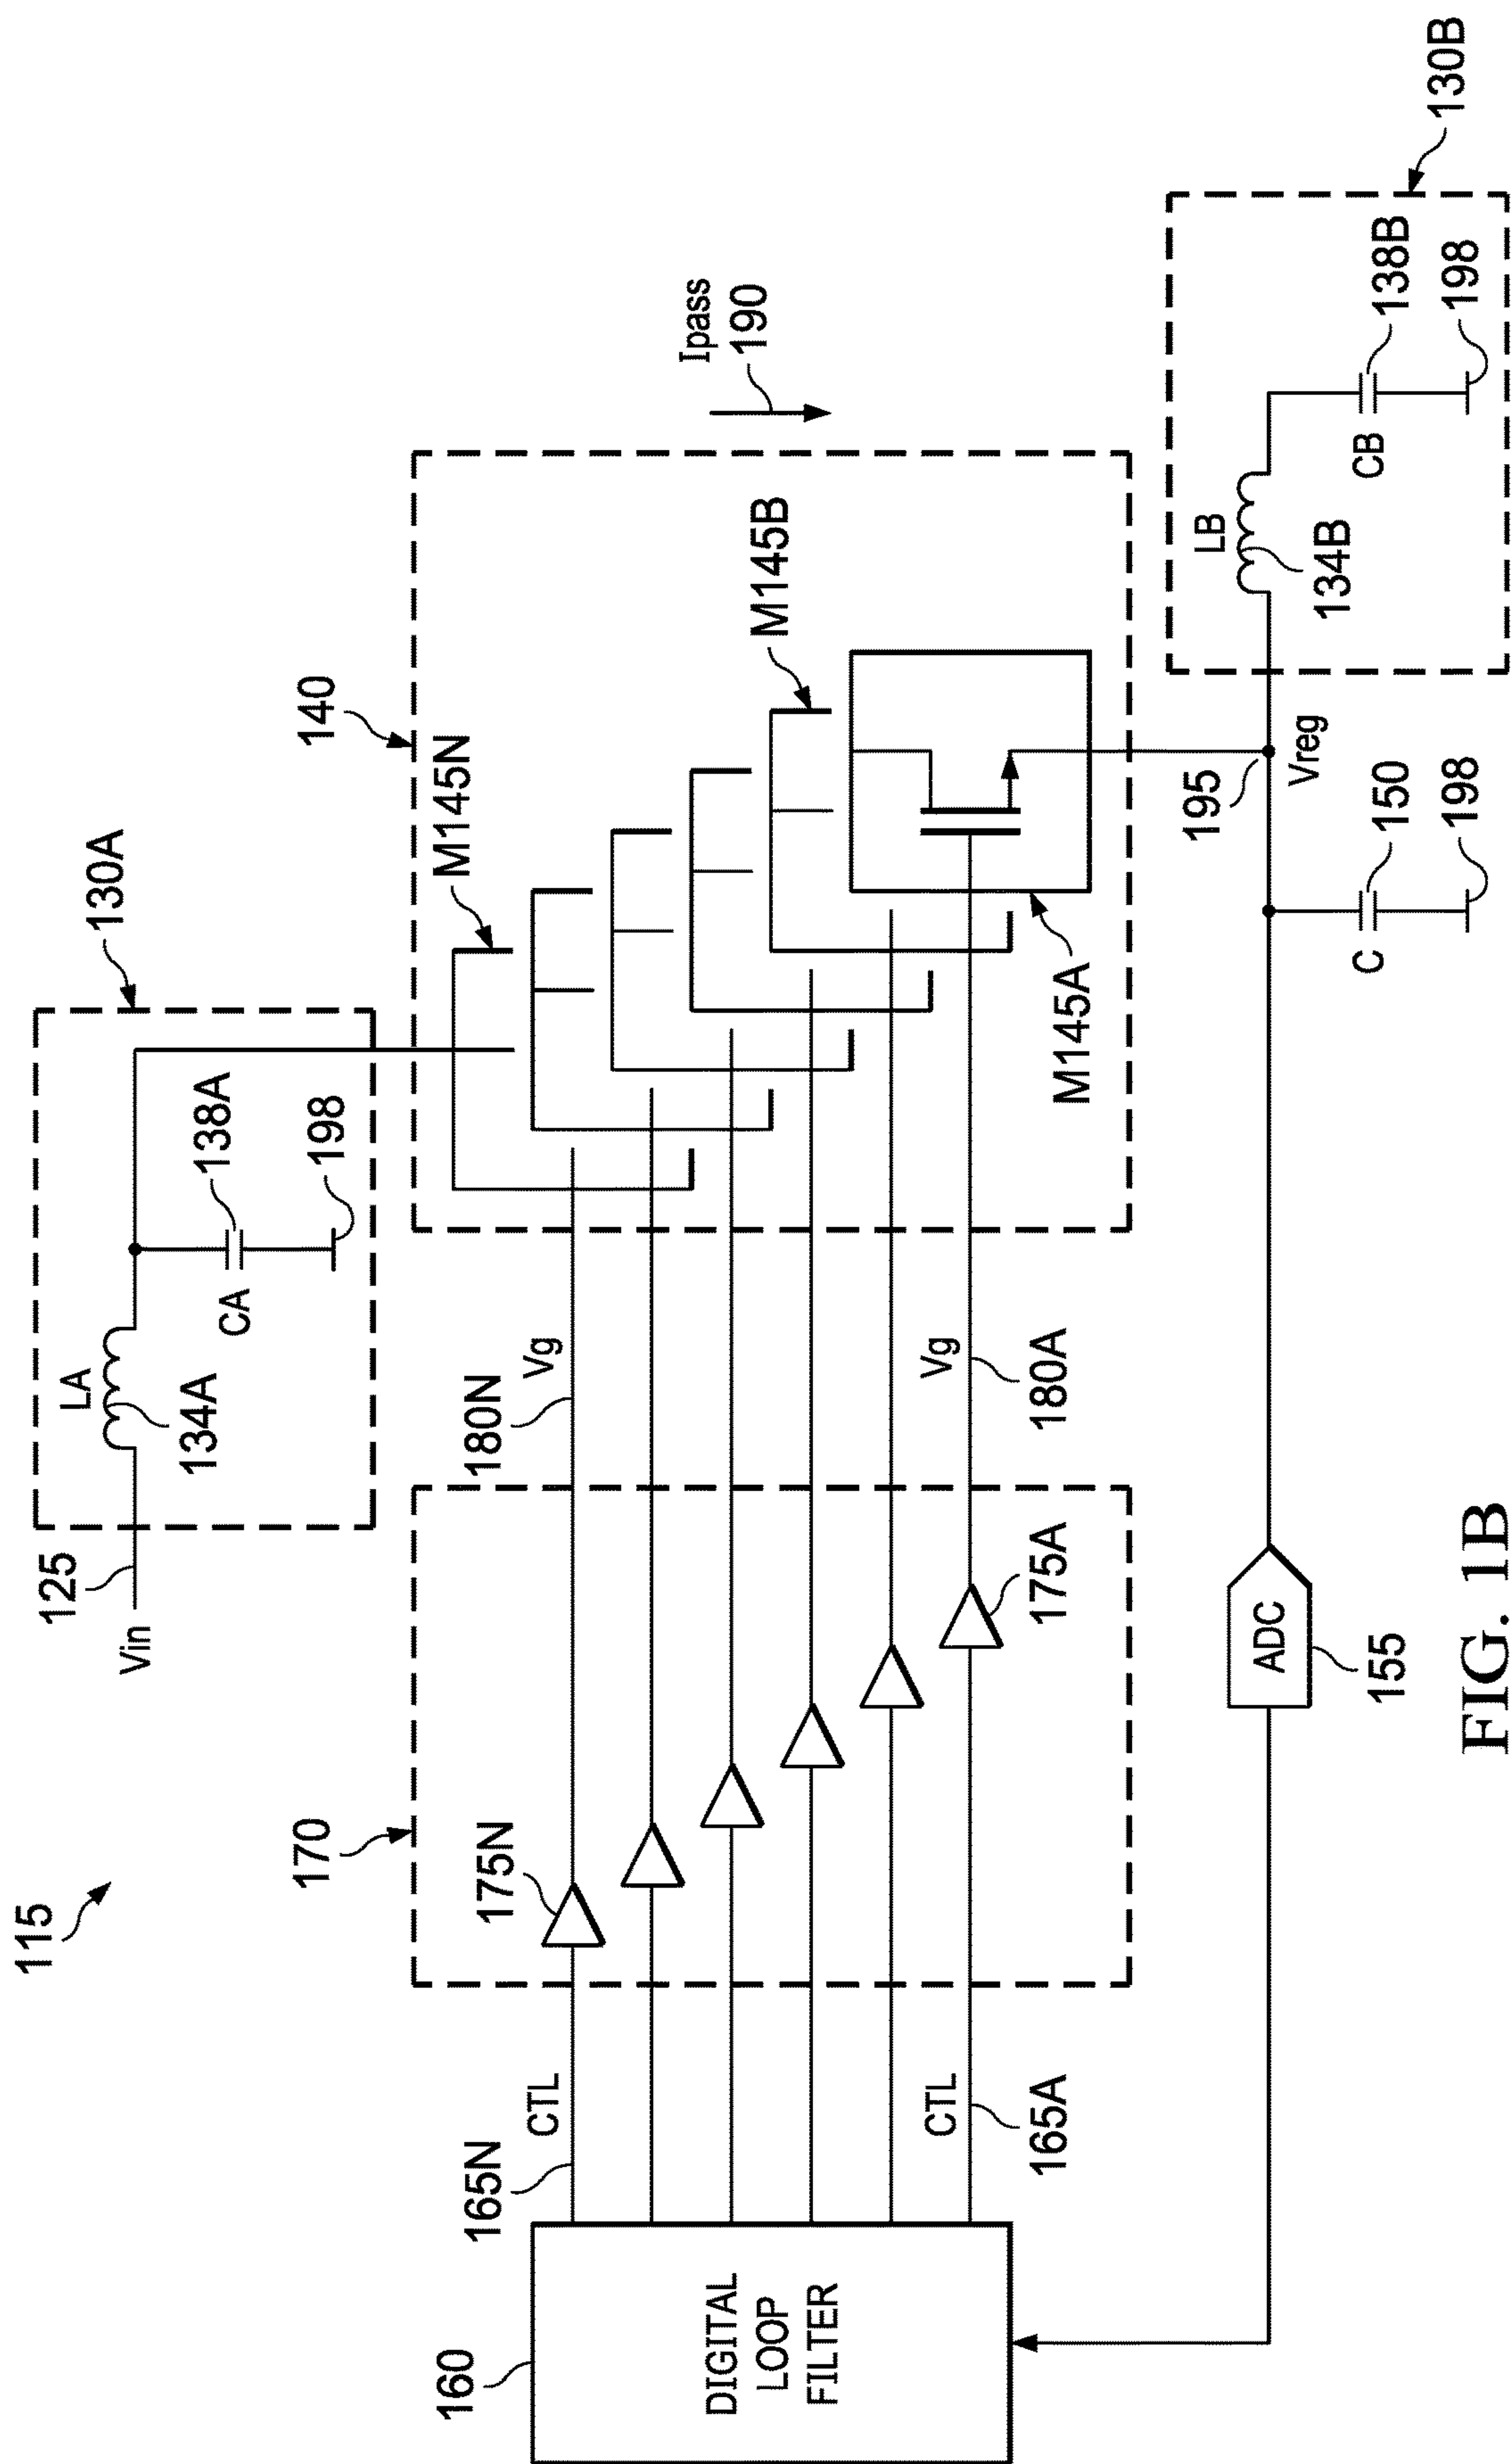 115
Vin
125
LA
134A
CA
138A
198
130A
170
175N
140
M145N
M145B
Ipass
190
165N
CTL
180N
Vg
160
DIGITAL
LOOP
FILTER
CTL
165A
175A
Vg
180A
M145A
195
Vreg
C
150
198
ADC
155
LB
134B
CB
138B
198
130B
FIG. 1B